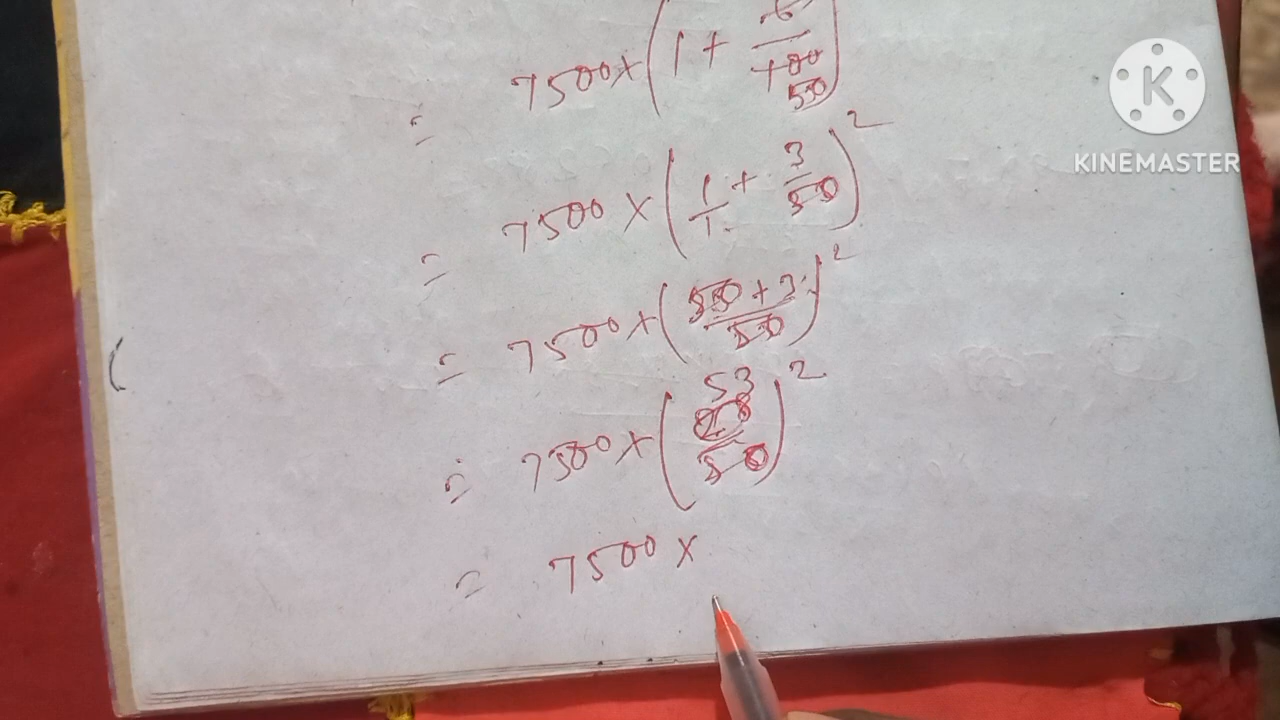 = 7500 × (1 + 6/100 50)
= 7500 × (1/1 + 3/50)²
= 7500 × (50 + 3/50)²
= 7500 × (53/50)²
= 7500 ×
K
KINEMASTER